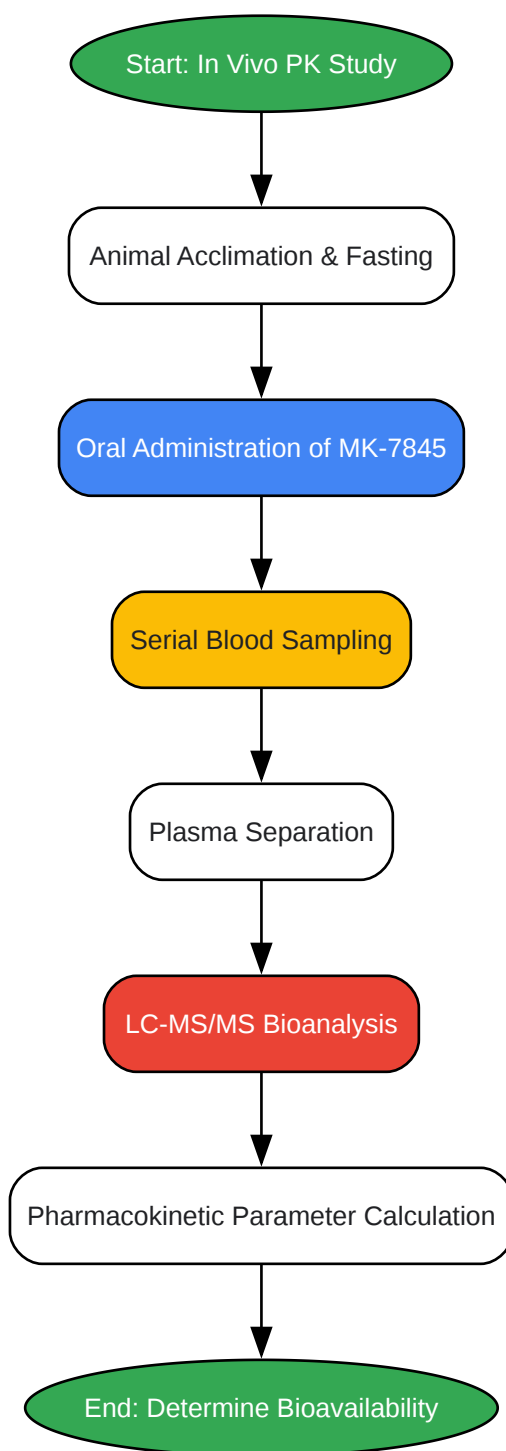 Start: In Vivo PK Study
Animal Acclimation & Fasting
Oral Administration of MK-7845
Serial Blood Sampling
Plasma Separation
LC-MS/MS Bioanalysis
Pharmacokinetic Parameter Calculation
End: Determine Bioavailability